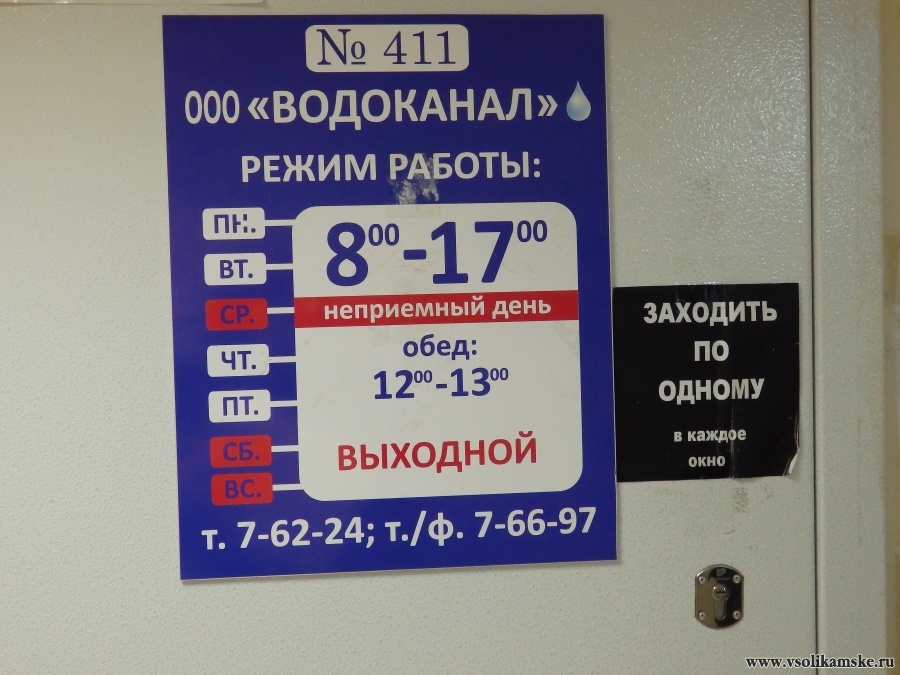 № 411
ООО «ВОДОКАНАЛ»
РЕЖИМ РАБОТЫ:
ПН.
ВТ.
8⁰⁰-17⁰⁰
СР.
неприемный день
ЧТ.
обед:
12⁰⁰-13⁰⁰
ПТ.
СБ.
ВС.
ВЫХОДНОЙ
т. 7-62-24; т./ф. 7-66-97
ЗАХОДИТЬ
ПО
ОДНОМУ
в каждое
окно
www.vsolikamske.ru